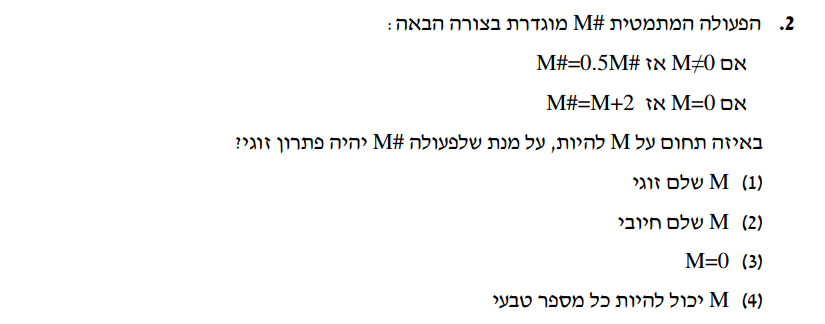 2. הפעולה המתמטית M# מוגדרת בצורה הבאה:
אם M≠0 אז M#=0.5M#
אם M=0 אז M#=M+2
באיזה תחום על M להיות, על מנת שלפעולה M# יהיה פתרון זוגי?
(1) M שלם זוגי
(2) M שלם חיובי
(3) M=0
(4) M יכול להיות כל מספר טבעי